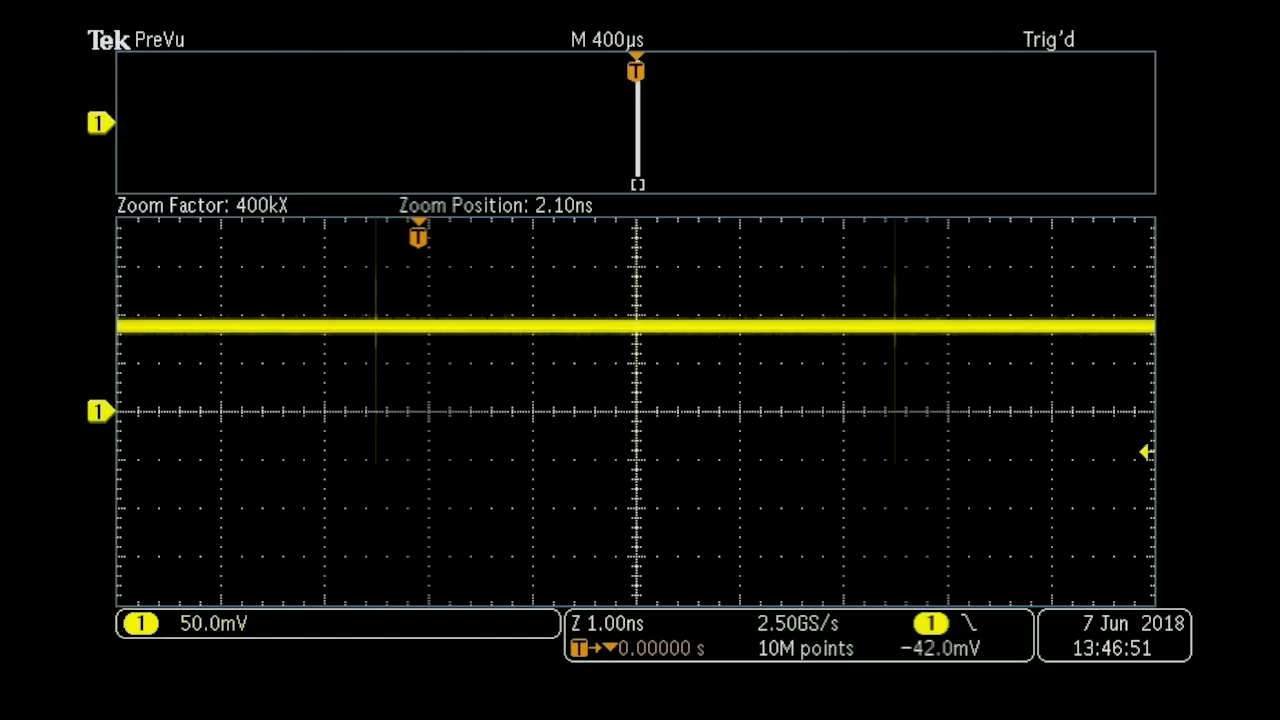 Tek PreVu M 400µs Trig'd
T
1
Zoom Factor: 400kX Zoom Position: 2.10ns
T
1
1 50.0mV Z 1.00ns 2.50GS/s 1 7 Jun 2018
T 0.00000 s 10M points -42.0mV 13:46:51